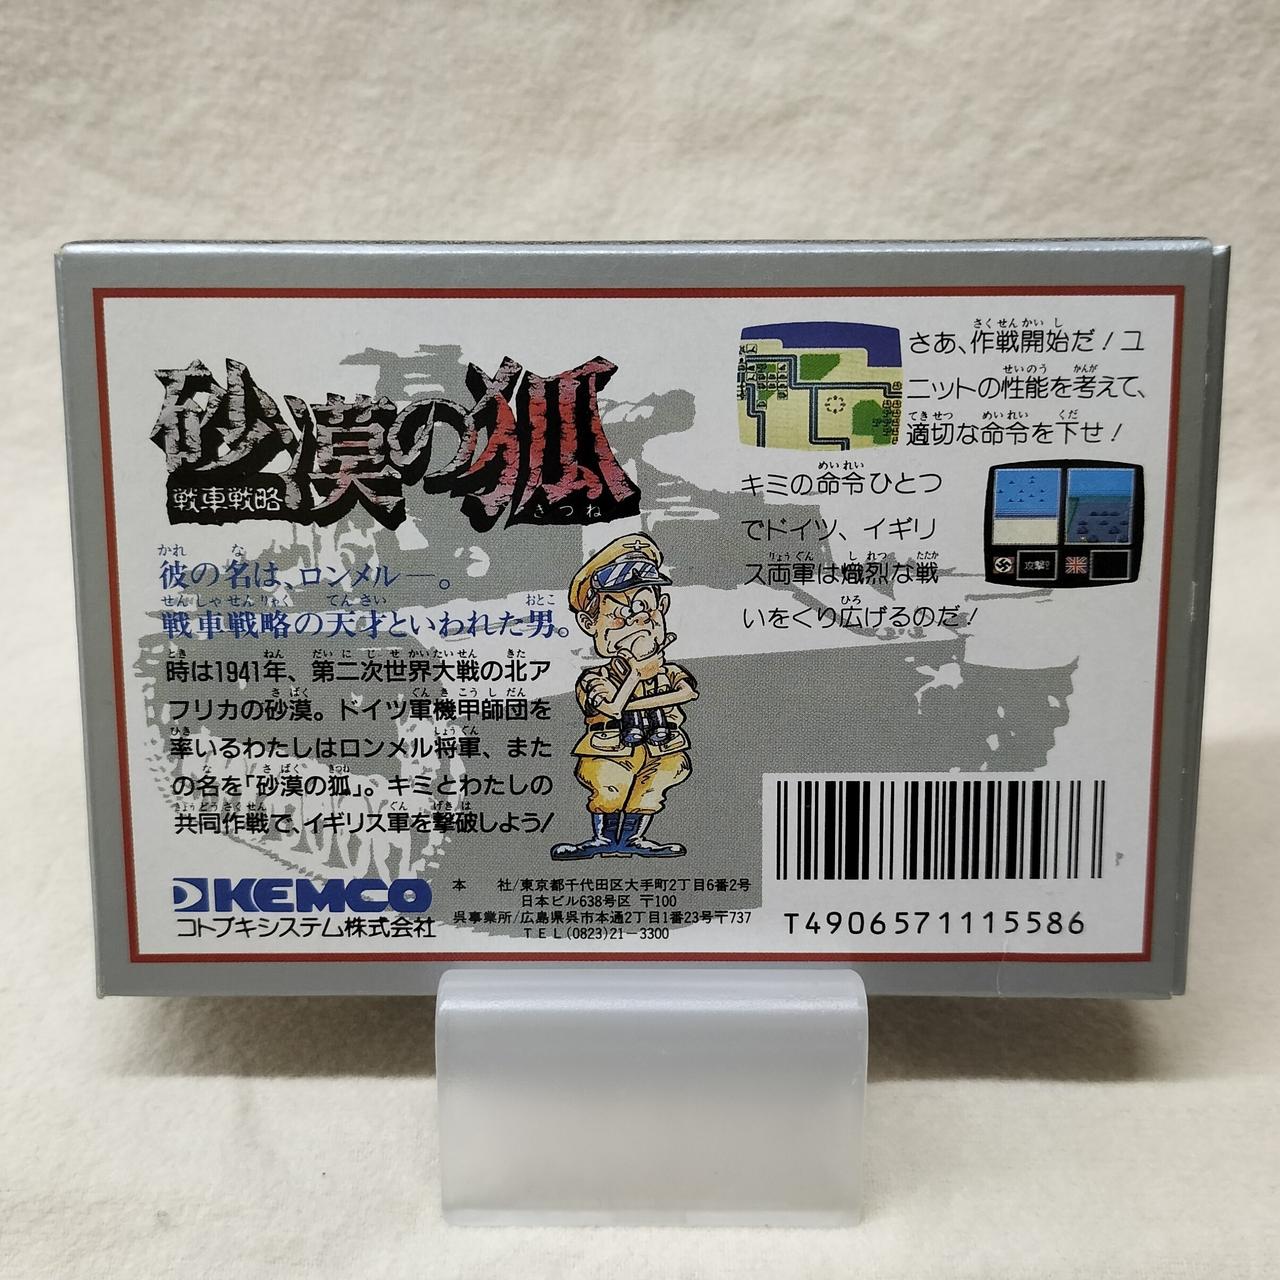 砂漠の狐
きつね
戦車戦略
かれ な
彼の名は、ロンメル―。
せんしゃせんりゃく てんさい おとこ
戦車戦略の天才といわれた男。
とき ねん だいにじせかいたいせん きた
時は1941年、第二次世界大戦の北ア
さばく ぐんきこうしだん
フリカの砂漠。ドイツ軍機甲師団を
ひき しょうぐん
率いるわたしはロンメル将軍、また
な さばく きつね
の名を「砂漠の狐」。キミとわたしの
きょうどうさくせん ぐん げきは
共同作戦で、イギリス軍を撃破しよう!
さくせんかいし
さあ、作戦開始だ!ユ
せいのう かんが
ニットの性能を考えて、
てきせつ めいれい くだ
適切な命令を下せ!
めいれい
キミの命令ひとつ
でドイツ、イギリ
りょうぐん しれつ たたか
ス両軍は熾烈な戦
ひろ
いをくり広げるのだ!
攻撃
KEMCO
コトブキシステム株式会社
本 社/東京都千代田区大手町2丁目6番2号
日本ビル638号区 〒100
呉事業所/広島県呉市本通2丁目1番23号〒737
TEL(0823)21-3300
T4906571115586